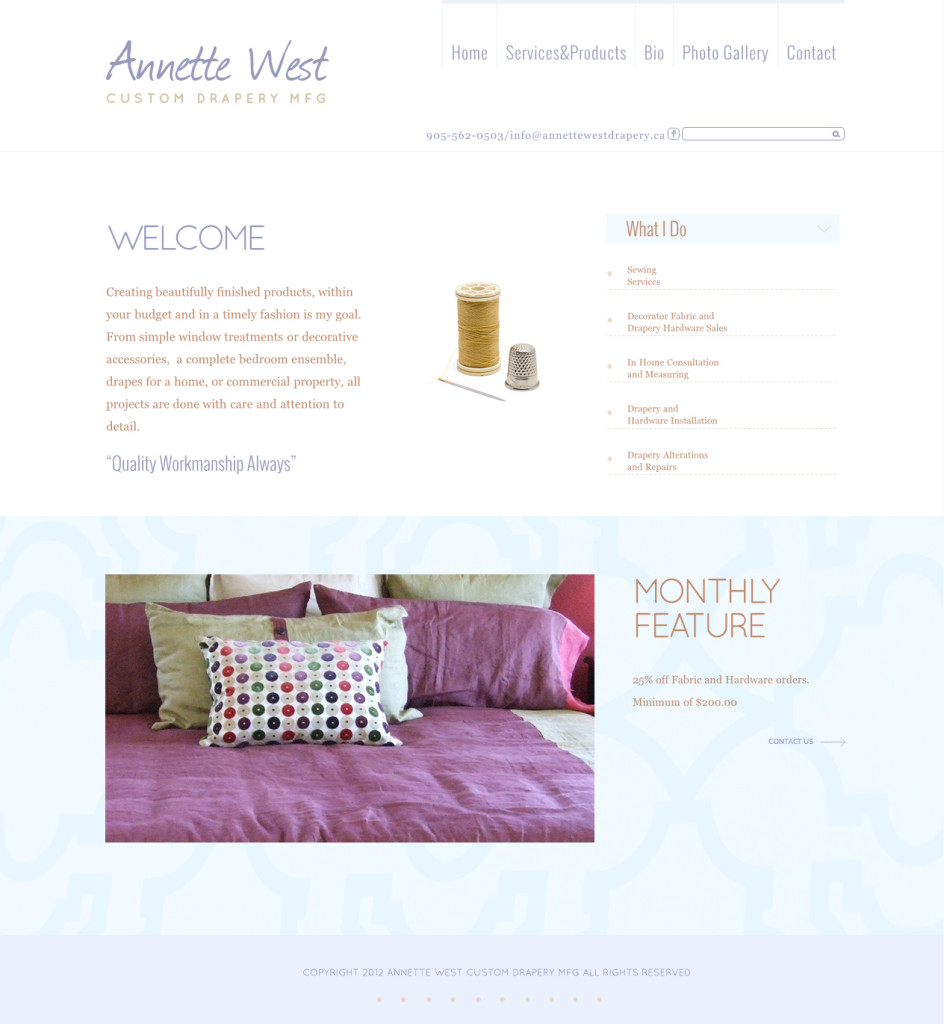 Annette West
CUSTOM DRAPERY MFG
Home
Services&Products
Bio
Photo Gallery
Contact
905-562-0503/info@annettewestdrapery.ca
WELCOME
Creating beautifully finished products, within
your budget and in a timely fashion is my goal.
From simple window treatments or decorative
accessories, a complete bedroom ensemble,
drapes for a home, or commercial property, all
projects are done with care and attention to
detail.
“Quality Workmanship Always”
What I Do
Sewing
Services
Decorator Fabric and
Drapery Hardware Sales
In Home Consultation
and Measuring
Drapery and
Hardware Installation
Drapery Alterations
and Repairs
MONTHLY
FEATURE
25% off Fabric and Hardware orders.
Minimum of $200.00
CONTACT US
COPYRIGHT 2012 ANNETTE WEST CUSTOM DRAPERY MFG ALL RIGHTS RESERVED